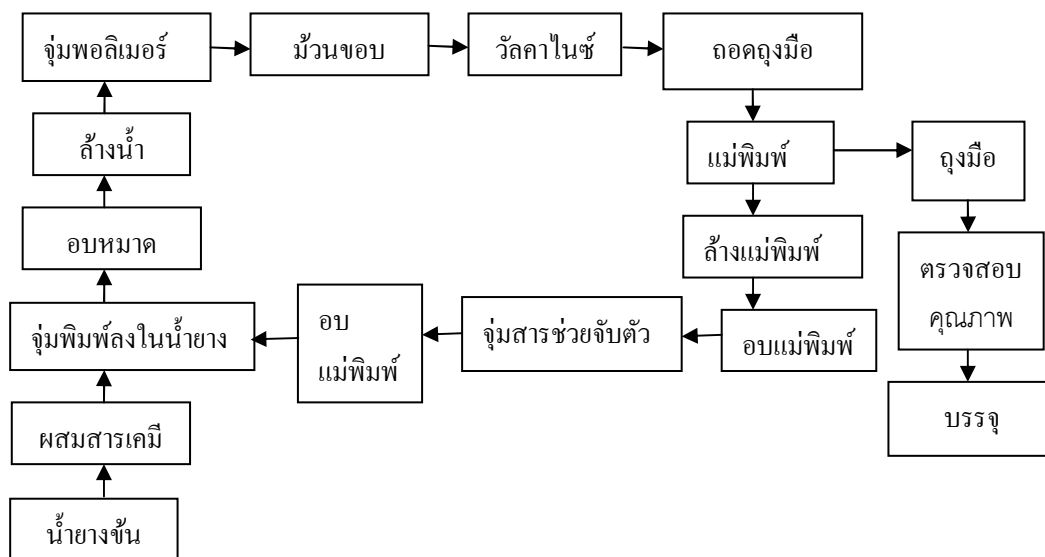 จุ่มพอลิเมอร์
ม้วนขอบ
วัลคาไนซ์
ถอดถุงมือ
ล้างน้ำ
แม่พิมพ์
ถุงมือ
อบหมาด
ล้างแม่พิมพ์
ตรวจสอบ
คุณภาพ
จุ่มพิมพ์ลงในน้ำยาง
อบ
แม่พิมพ์
จุ่มสารช่วยจับตัว
อบแม่พิมพ์
ผสมสารเคมี
บรรจุ
น้ำยางข้น